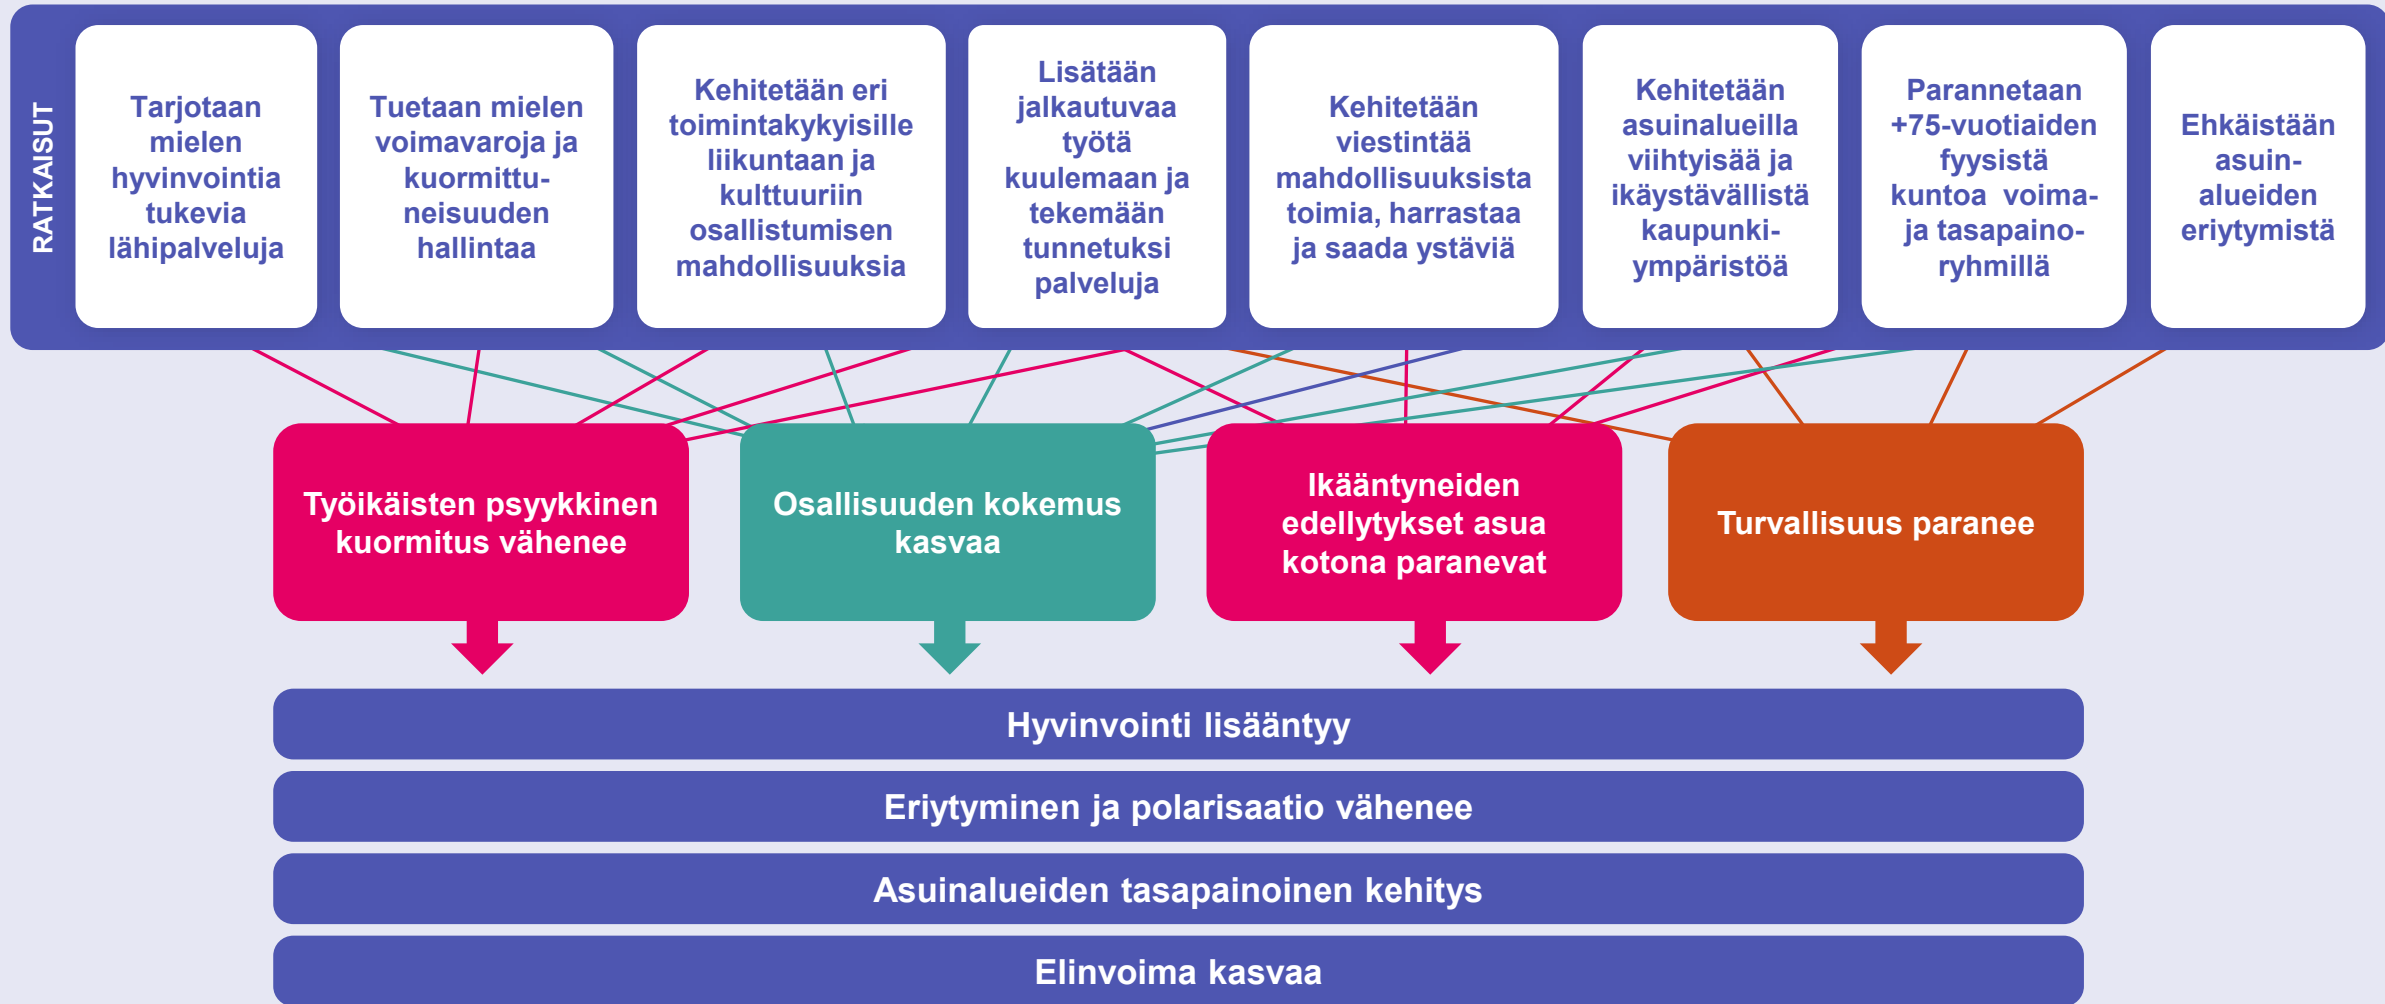 RATKAISUT
Tarjotaan
mielen
hyvinvointia
tukevia
lähipalveluja
Tuetaan mielen
voimavaroja ja
kuormittu-
neisuuden
hallintaa
Kehitetään eri
toimintakykyisille
liikuntaan ja
kulttuuriin
osallistumisen
mahdollisuuksia
Lisätään
jalkautuvaa
työtä
kuulemaan ja
tekemään
tunnetuksi
palveluja
Kehitetään
viestintää
mahdollisuuksista
toimia, harrastaa
ja saada ystäviä
Kehitetään
asuinalueilla
viihtyisää ja
ikäystävällistä
kaupunki-
ympäristöä
Parannetaan
+75-vuotiaiden
fyysistä
kuntoa voima-
ja tasapaino-
ryhmillä
Ehkäistään
asuin-
alueiden
eriytymistä
Työikäisten psyykkinen
kuormitus vähenee
Osallisuuden kokemus
kasvaa
Ikääntyneiden
edellytykset asua
kotona paranevat
Turvallisuus paranee
Hyvinvointi lisääntyy
Eriytyminen ja polarisaatio vähenee
Asuinalueiden tasapainoinen kehitys
Elinvoima kasvaa